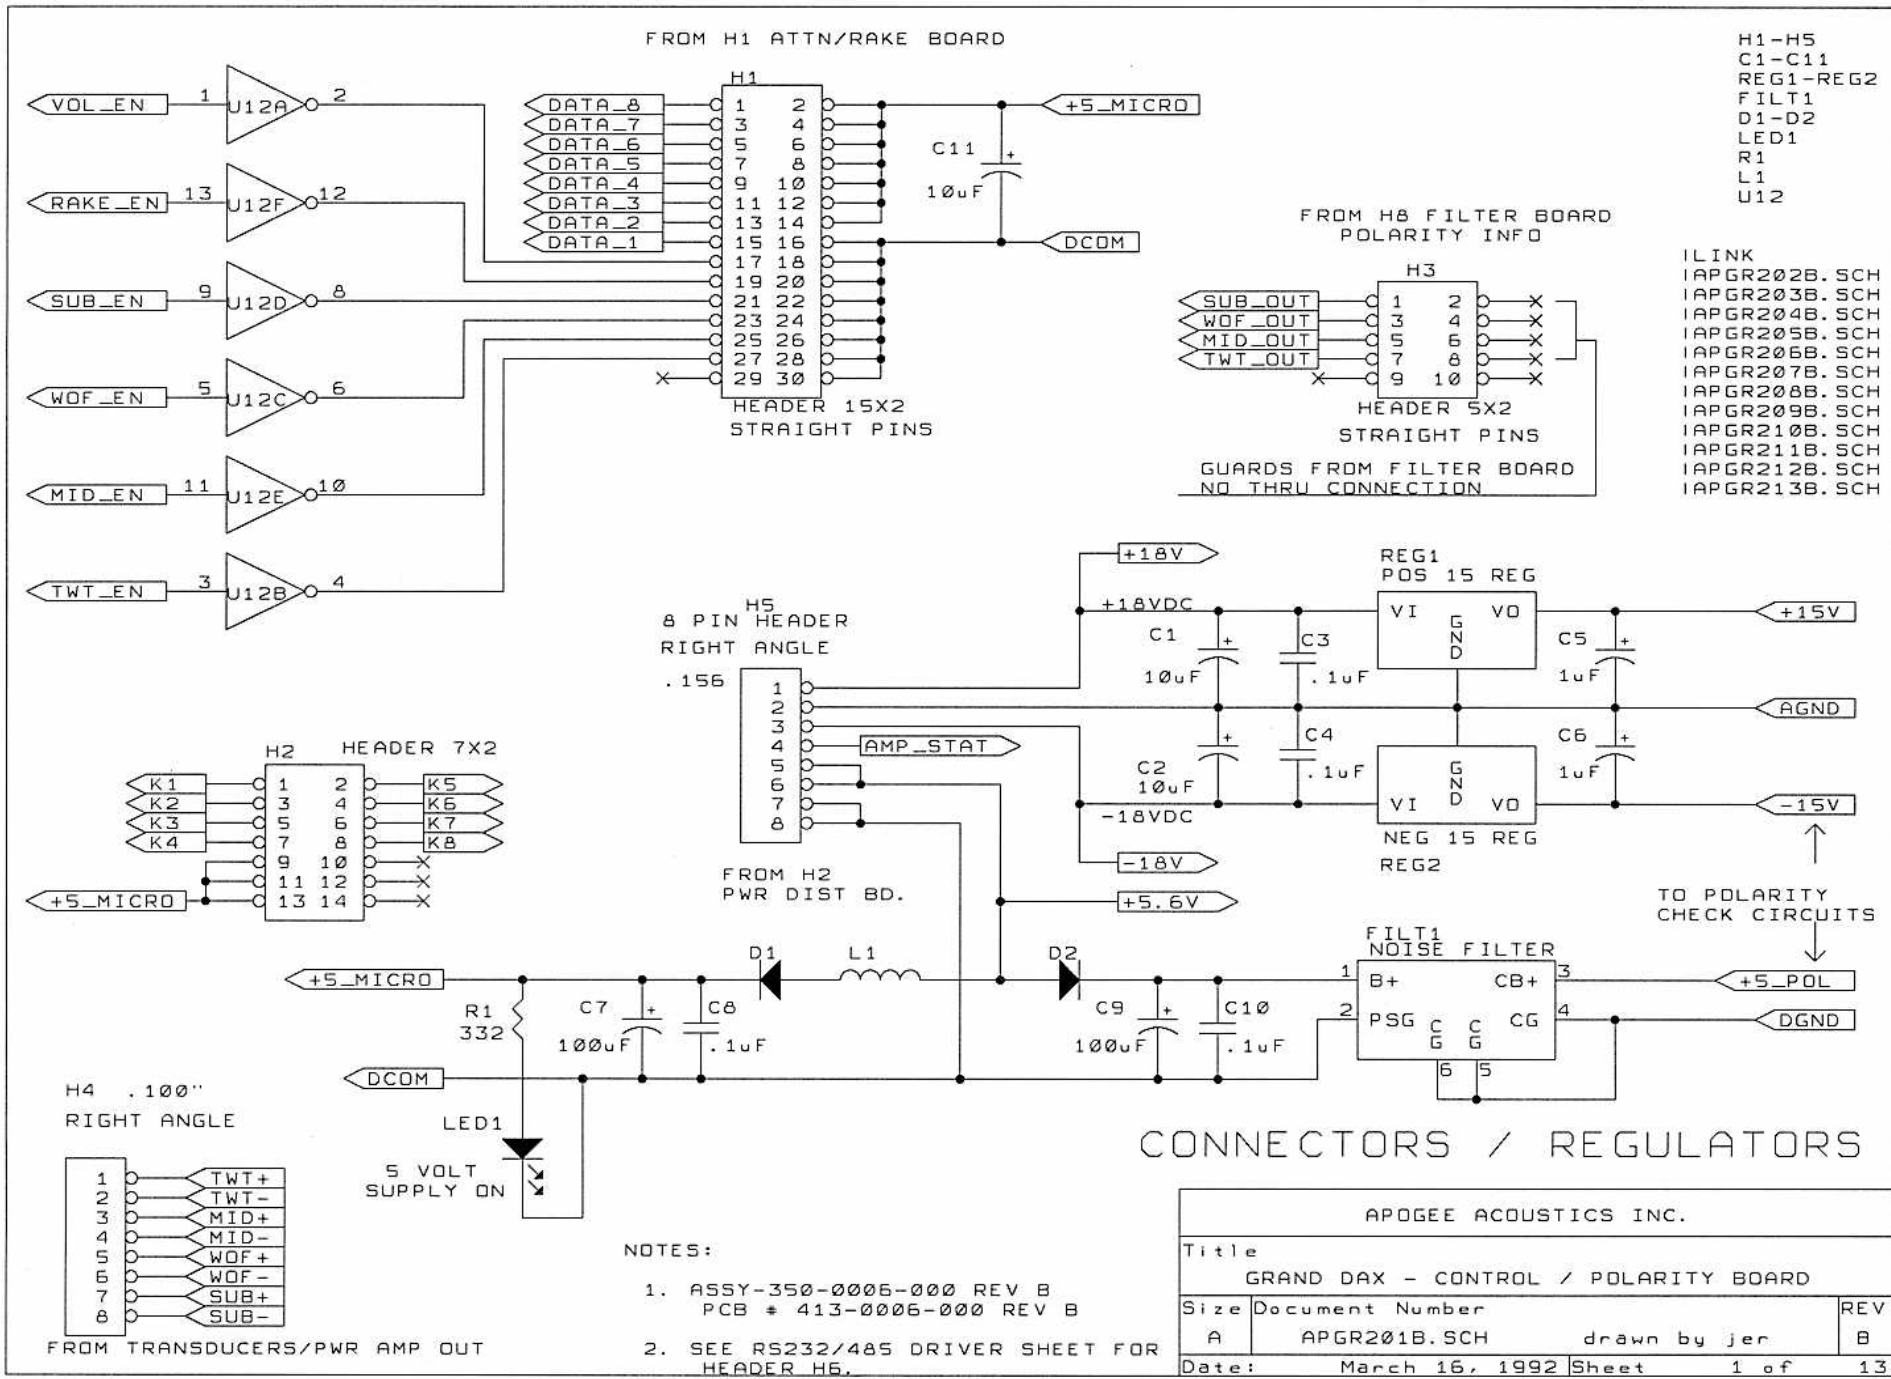 FROM H1 ATTN/RAKE BOARD
H1
VOL_EN 1 U12A 2
RAKE_EN 13 U12F 12
SUB_EN 9 U12D 8
WOF_EN 5 U12C 6
MID_EN 11 U12E 10
TWT_EN 3 U12B 4
DATA_8 1 2 +5_MICRO
DATA_7 3 4
DATA_6 5 6
DATA_5 7 8
DATA_4 9 10
DATA_3 11 12
DATA_2 13 14
DATA_1 15 16 DCOM
17 18
19 20
21 22
23 24
25 26
27 28
29 30
HEADER 15X2
STRAIGHT PINS
C11
+
10uF
H1-H5
C1-C11
REG1-REG2
FILT1
D1-D2
LED1
R1
L1
U12
FROM H8 FILTER BOARD
POLARITY INFO
H3
SUB_OUT 1 2
WOF_OUT 3 4
MID_OUT 5 6
TWT_OUT 7 8
9 10
HEADER 5X2
STRAIGHT PINS
GUARDS FROM FILTER BOARD
NO THRU CONNECTION
|LINK
|APGR202B.SCH
|APGR203B.SCH
|APGR204B.SCH
|APGR205B.SCH
|APGR206B.SCH
|APGR207B.SCH
|APGR208B.SCH
|APGR209B.SCH
|APGR210B.SCH
|APGR211B.SCH
|APGR212B.SCH
|APGR213B.SCH
H5
8 PIN HEADER
RIGHT ANGLE
.156
1
2
3
4 AMP_STAT
5
6
7
8
FROM H2
PWR DIST BD.
+18V
+18VDC
C1
+
10uF
C3
.1uF
REG1
POS 15 REG
VI GND VO
C5
+
1uF
+15V
AGND
C2
+
10uF
C4
.1uF
VI GND VO
NEG 15 REG
REG2
C6
+
1uF
-15V
-18VDC
-18V
+5.6V
TO POLARITY
CHECK CIRCUITS
H2 HEADER 7X2
K1 1 2 K5
K2 3 4 K6
K3 5 6 K7
K4 7 8 K8
9 10
11 12
+5_MICRO 13 14
+5_MICRO
R1
332
C7
+
100uF
C8
.1uF
D1
L1
D2
C9
+
100uF
C10
.1uF
FILT1
NOISE FILTER
1 B+ CB+ 3 +5_POL
2 PSG CG CG CG 4 DGND
6 5
DCOM
LED1
5 VOLT
SUPPLY ON
H4 .100"
RIGHT ANGLE
1 TWT+
2 TWT-
3 MID+
4 MID-
5 WOF+
6 WOF-
7 SUB+
8 SUB-
FROM TRANSDUCERS/PWR AMP OUT
NOTES:
1. ASSY-350-0006-000 REV B
PCB # 413-0006-000 REV B
2. SEE RS232/485 DRIVER SHEET FOR
HEADER H6.
CONNECTORS / REGULATORS
APOGEE ACOUSTICS INC.
Title
GRAND DAX - CONTROL / POLARITY BOARD
Size Document Number REV
A APGR201B.SCH drawn by jer B
Date: March 16, 1992 Sheet 1 of 13